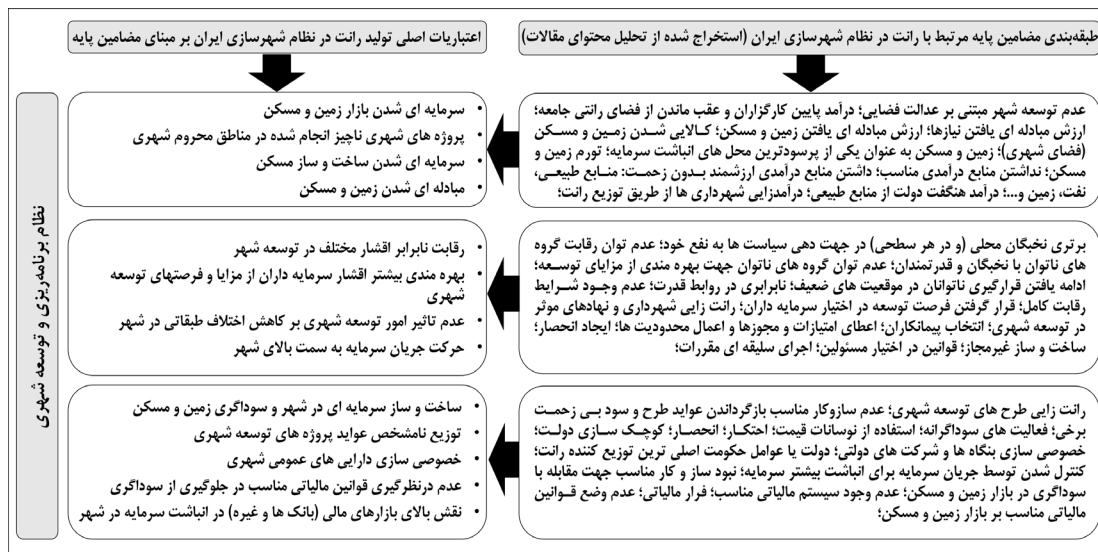 طبقه‌بندی مضامین پایه مرتبط با رانت در نظام شهرسازی ایران (استخراج شده از تحلیل محتوای مقالات)
اعتباریات اصلی تولید رانت در نظام شهرسازی ایران بر مبنای مضامین پایه
عدم توسعه شهر مبتنی بر عدالت فضایی؛ درآمد پایین کارگزاران و عقب ماندن از فضای رانتی جامعه؛
ارزش مبادله ای یافتن نیازها؛ ارزش مبادله ای یافتن زمین و مسکن؛ کالایی شدن زمین و مسکن
(فضای شهری)؛ زمین و مسکن به عنوان یکی از پرسودترین محل های انباشت سرمایه؛ تورم زمین و
مسکن؛ نداشتن منابع درآمدی مناسب؛ داشتن منابع درآمدی ارزشمند بدون زحمت: منابع طبیعی،
نفت، زمین و...؛ درآمد هنگفت دولت از منابع طبیعی؛ درآمدزایی شهرداری ها از طریق توزیع رانت؛
• سرمایه ای شدن بازار زمین و مسکن
• پروژه های شهری ناچیز انجام شده در مناطق محروم شهری
• سرمایه ای شدن ساخت و ساز مسکن
• مبادله ای شدن زمین و مسکن
برتری نخبگان محلی (و در هر سطحی) در جهت دهی سیاست ها به نفع خود؛ عدم توان رقابت گروه
های ناتوان با نخبگان و قدرتمندان؛ عدم توان گروه های ناتوان جهت بهره مندی از مزایای توسعه؛
ادامه یافتن قرارگیری ناتوانان در موقعیت های ضعیف؛ نابرابری در روابط قدرت؛ عدم وجود شرایط
رقابت کامل؛ قرار گرفتن فرصت توسعه در اختیار سرمایه داران؛ رانت زایی شهرداری و نهادهای موثر
در توسعه شهری؛ انتخاب پیمانکاران؛ اعطای امتیازات و مجوزها و اعمال محدودیت ها؛ ایجاد انحصار؛
ساخت و ساز غیرمجاز؛ قوانین در اختیار مسئولین؛ اجرای سلیقه ای مقررات؛
• رقابت نابرابر اقشار مختلف در توسعه شهر
• بهره مندی بیشتر اقشار سرمایه داران از مزایا و فرصتهای توسعه
شهری
• عدم تاثیر امور توسعه شهری بر کاهش اختلاف طبقاتی در شهر
• حرکت جریان سرمایه به سمت بالای شهر
رانت زایی طرح های توسعه شهری؛ عدم سازوکار مناسب بازگرداندن عواید طرح و سود بی زحمت
برخی؛ فعالیت های سوداگرانه؛ استفاده از نوسانات قیمت؛ احتکار؛ انحصار؛ کوچک سازی دولت؛
خصوصی سازی بنگاه ها و شرکت های دولتی؛ دولت یا عوامل حکومت اصلی ترین توزیع کننده رانت؛
کنترل شدن توسط جریان سرمایه برای انباشت بیشتر سرمایه؛ نبود ساز و کار مناسب جهت مقابله با
سوداگری در بازار زمین و مسکن؛ عدم وجود سیستم مالیاتی مناسب؛ فرار مالیاتی؛ عدم وضع قوانین
مالیاتی مناسب بر بازار زمین و مسکن؛
• ساخت و ساز سرمایه ای در شهر و سوداگری زمین و مسکن
• توزیع نامشخص عواید پروژه های توسعه شهری
• خصوصی سازی دارایی های عمومی شهری
• عدم درنظرگیری قوانین مالیاتی مناسب در جلوگیری از سوداگری
• نقش بالای بازارهای مالی (بانک ها و غیره) در انباشت سرمایه در شهر
نظام برنامه‌ریزی و توسعه شهری